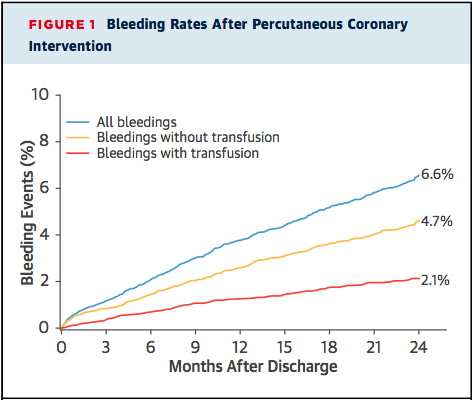 FIGURE 1 Bleeding Rates After Percutaneous Coronary
Intervention
10
8
6
4
2
0
Bleeding Events (%)
All bleedings
Bleedings without transfusion
Bleedings with transfusion
6.6%
4.7%
2.1%
0 3 6 9 12 15 18 21 24
Months After Discharge